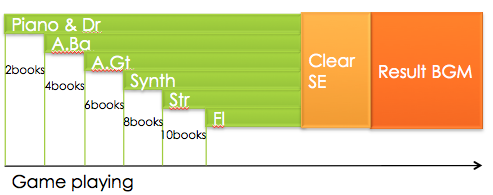 Piano & Dr
A.Ba
A.Gt
Synth
Str
Fl
2books
4books
6books
8books
10books
Clear
SE
Result BGM
Game playing